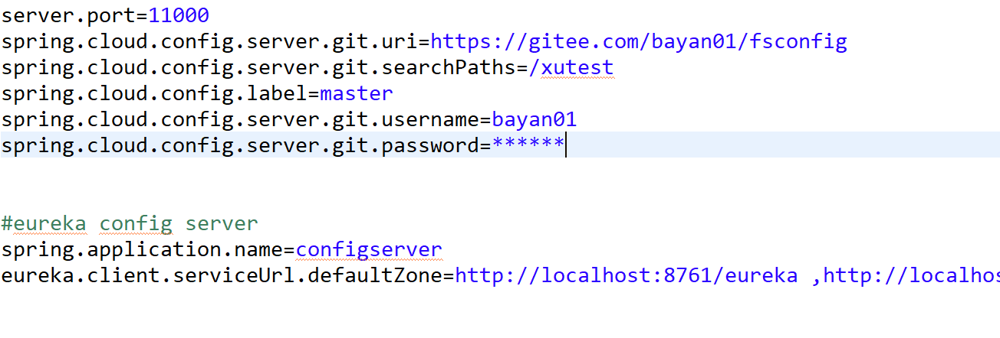 server.port=11000
spring.cloud.config.server.git.uri=https://gitee.com/bayan01/fsconfig
spring.cloud.config.server.git.searchPaths=/xutest
spring.cloud.config.label=master
spring.cloud.config.server.git.username=bayan01
spring.cloud.config.server.git.password=******
#eureka config server
spring.application.name=configserver
eureka.client.serviceUrl.defaultZone=http://localhost:8761/eureka ,http://localhos